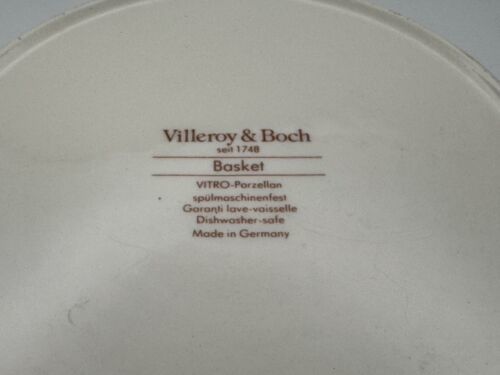 Villeroy & Boch
seit 1748
Basket
VITRO-Porzellan
spülmaschinenfest
Garanti lave-vaisselle
Dishwasher-safe
Made in Germany